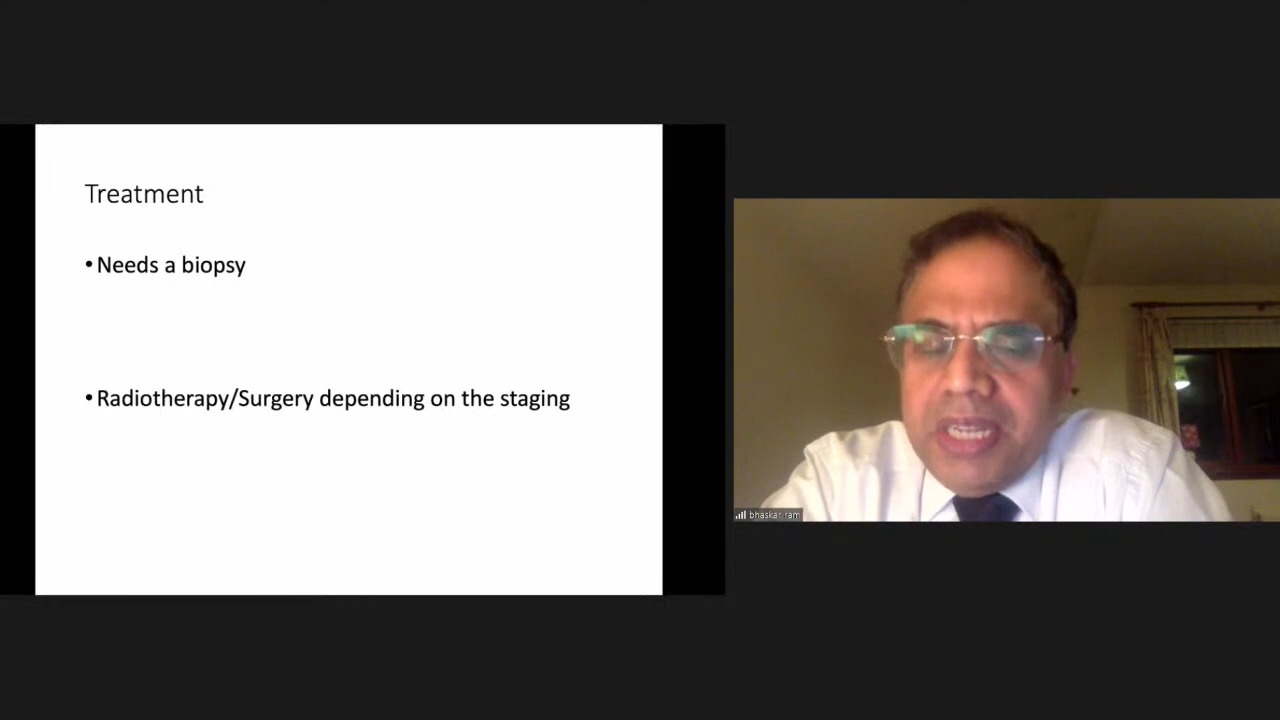 Treatment
•Needs a biopsy
•Radiotherapy/Surgery depending on the staging
bhaskar ram